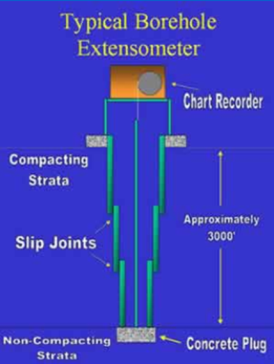 Typical Borehole
Extensometer
Chart Recorder
Compacting
Strata
Approximately
3000'
Slip Joints
Non-Compacting
Strata
Concrete Plug